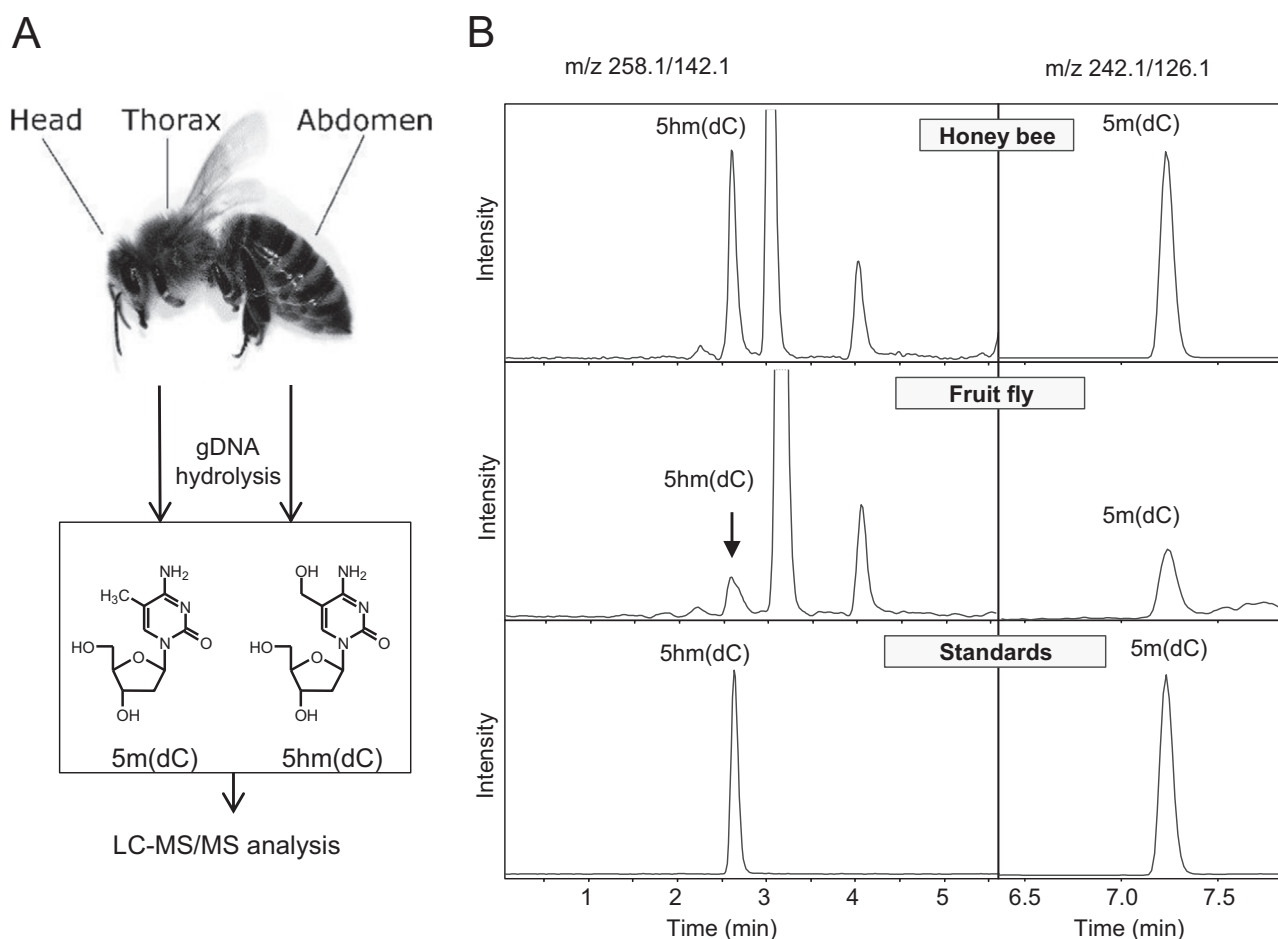 A
Head Thorax Abdomen
gDNA
hydrolysis
NH₂
H₃C
N
N
O
HO
O
OH
5m(dC)
OH
NH₂
N
N
O
HO
O
OH
5hm(dC)
LC-MS/MS analysis
B
m/z 258.1/142.1 m/z 242.1/126.1
Intensity
5hm(dC)
Honey bee
5m(dC)
Intensity
5hm(dC)
Fruit fly
5m(dC)
Intensity
5hm(dC)
Standards
5m(dC)
1 2 3 4 5 6.5 7.0 7.5
Time (min) Time (min)